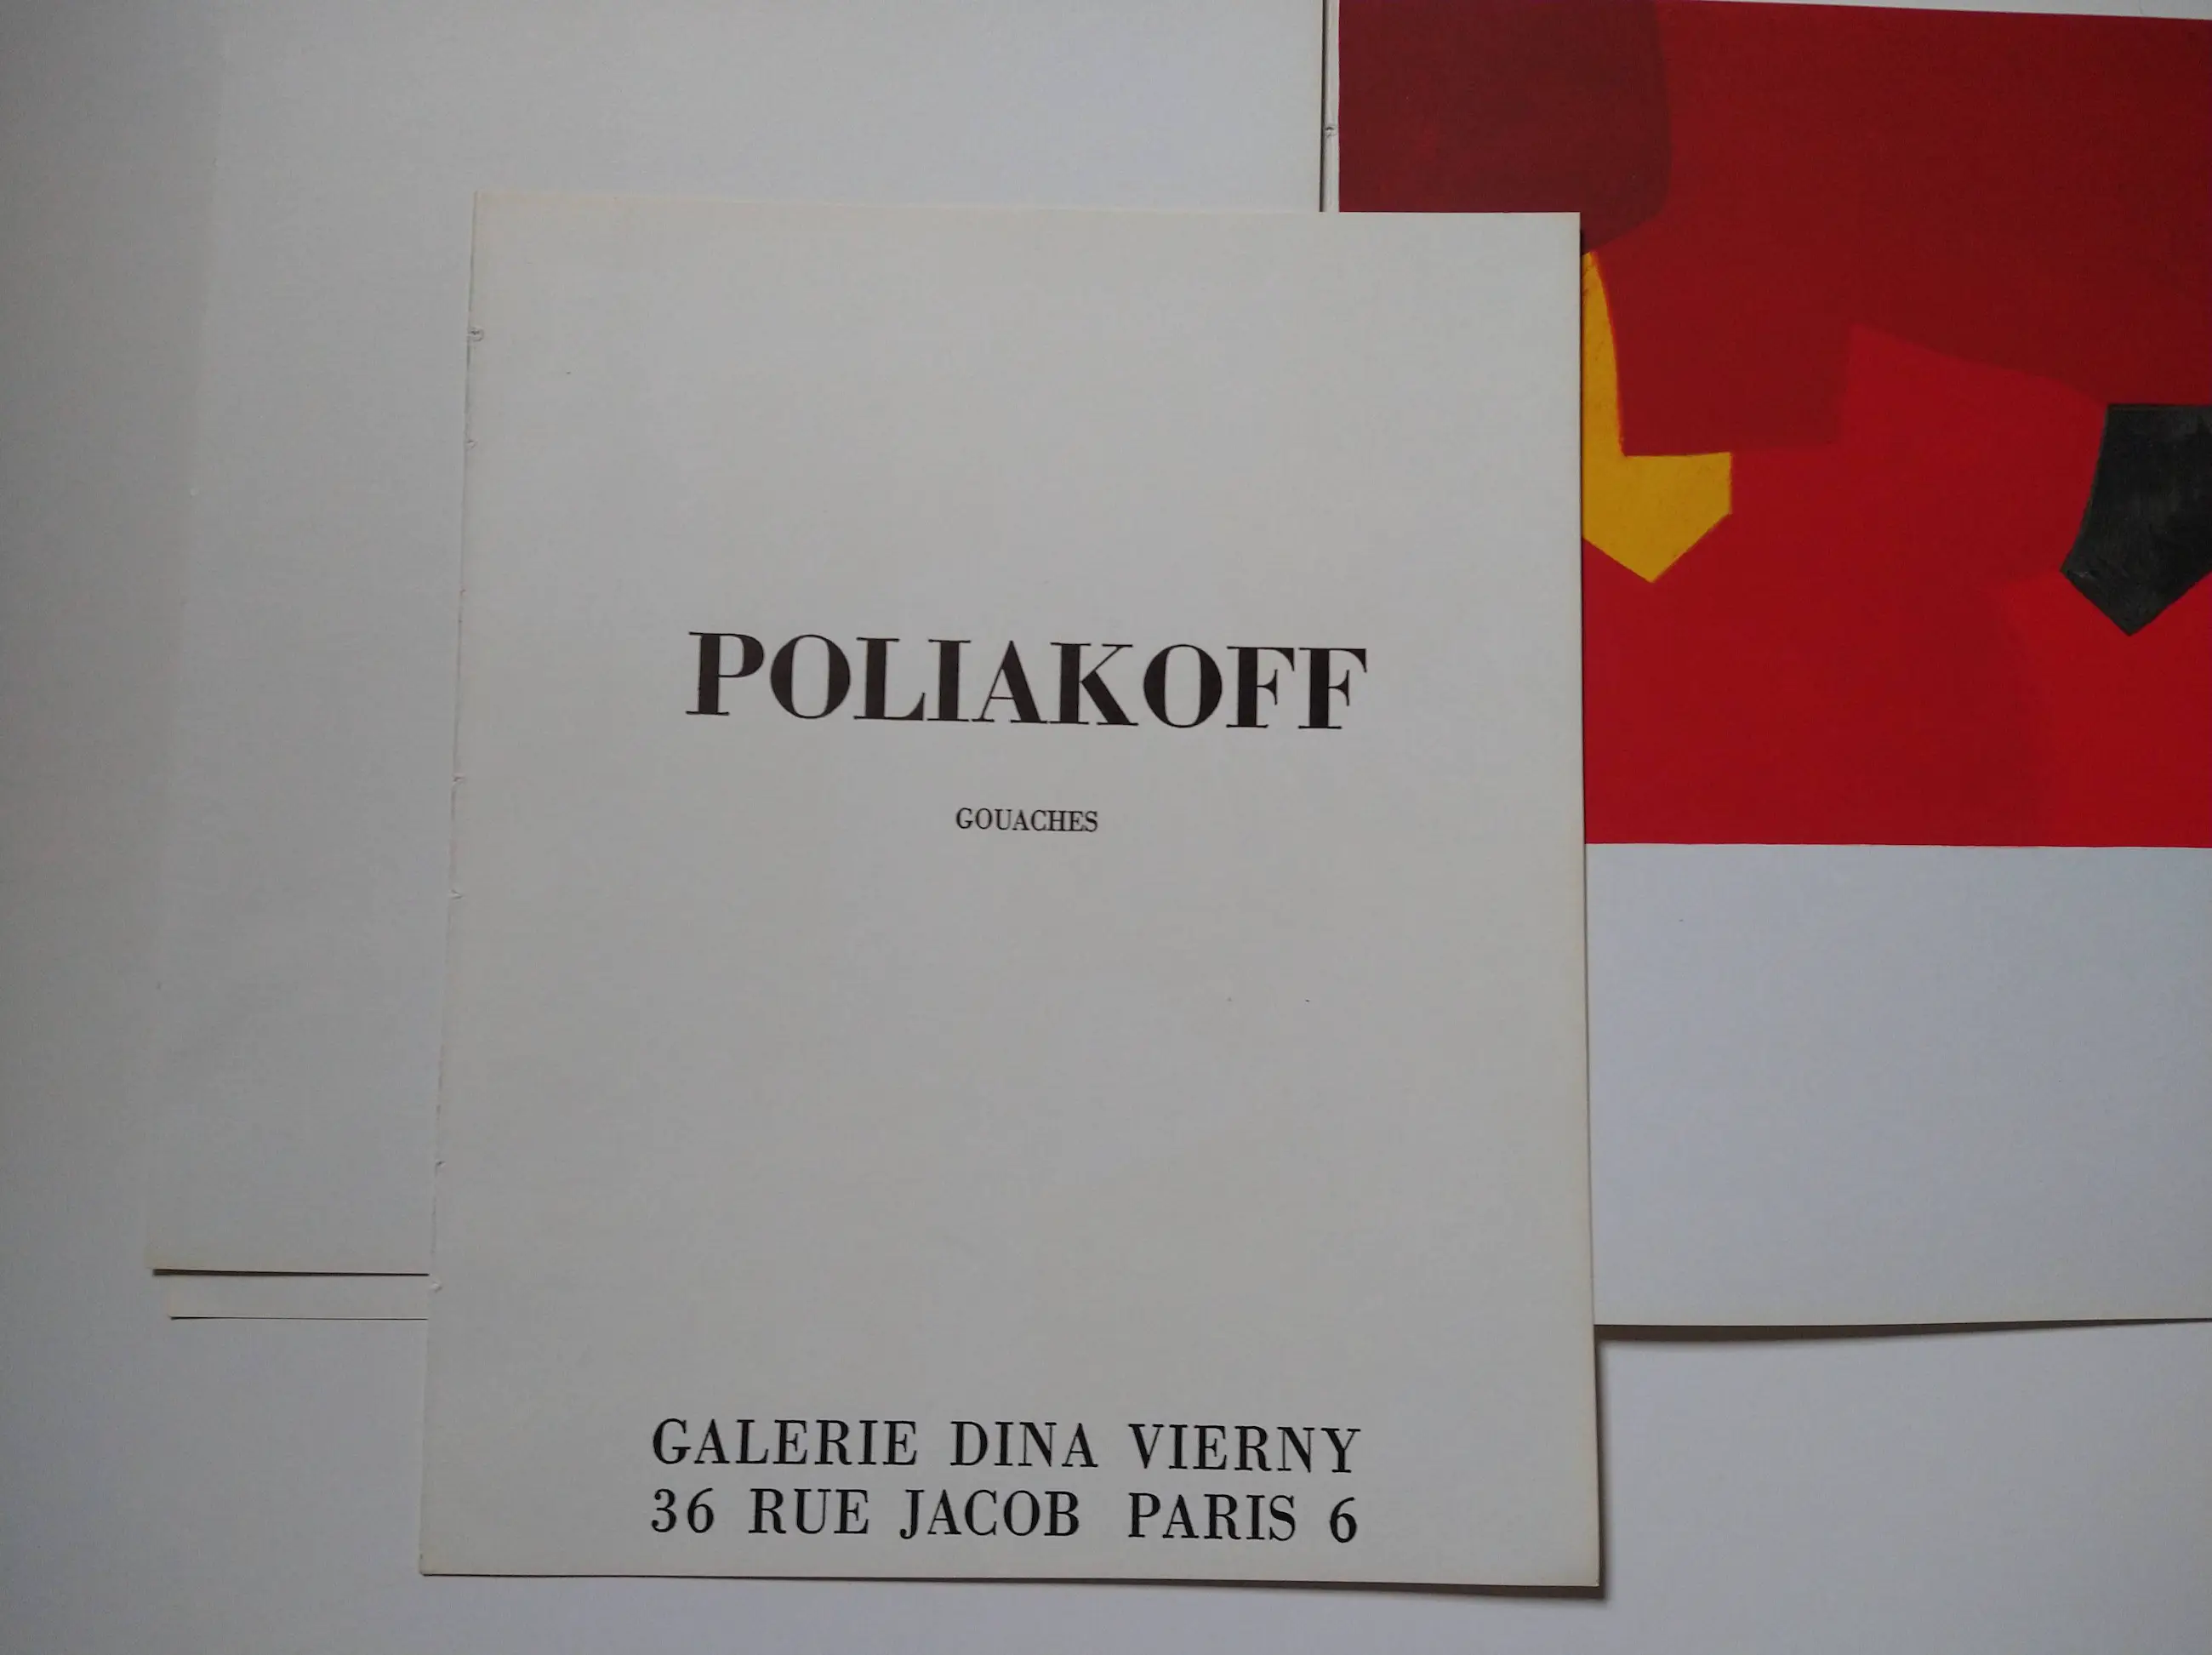 POLIAKOFF
GOUACHES
GALERIE DINA VIERNY
36 RUE JACOB PARIS 6